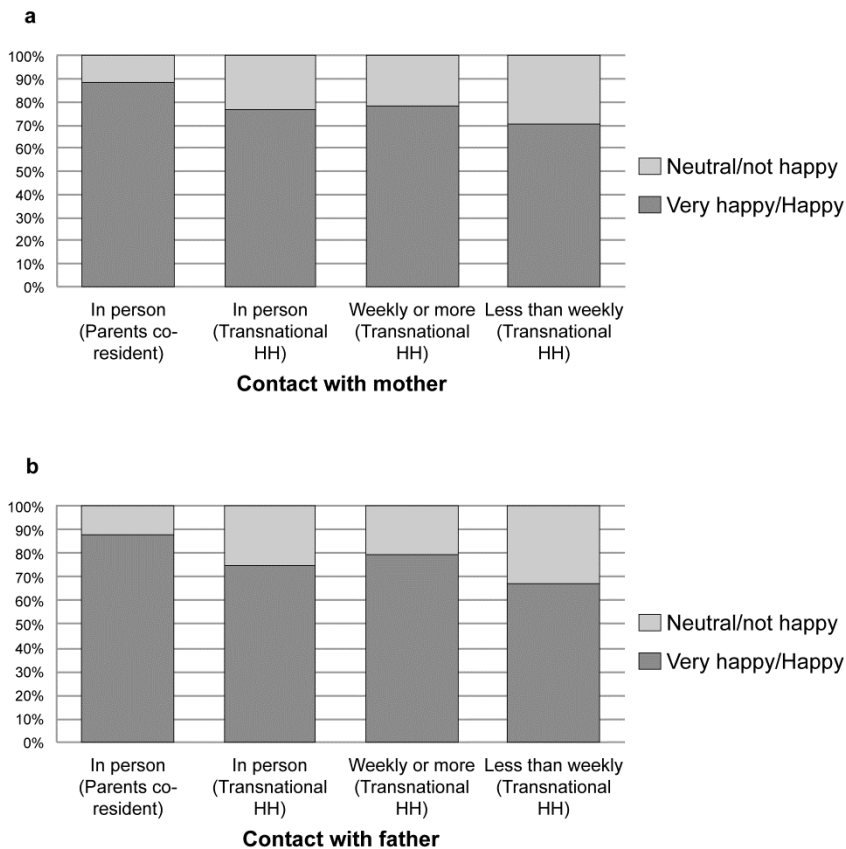 a
100%
90%
80%
70%
60%
50%
40%
30%
20%
10%
0%
Neutral/not happy
Very happy/Happy
In person
(Parents co-
resident)
In person
(Transnational
HH)
Weekly or more
(Transnational
HH)
Less than weekly
(Transnational
HH)
Contact with mother
b
100%
90%
80%
70%
60%
50%
40%
30%
20%
10%
0%
Neutral/not happy
Very happy/Happy
In person
(Parents co-
resident)
In person
(Transnational
HH)
Weekly or more
(Transnational
HH)
Less than weekly
(Transnational
HH)
Contact with father